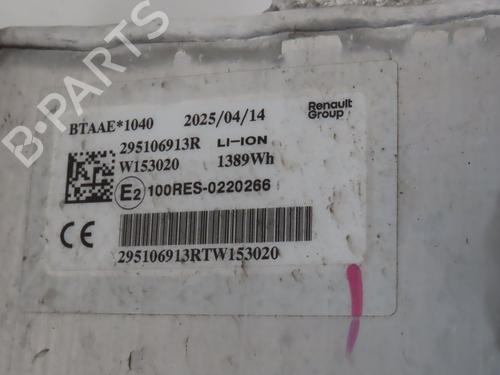 B-PARTS
BTAAE*1040 2025/04/14 Renault Group
295106913R LI-ION
W153020 1389Wh
E2 100RES-0220266
CE
295106913RTW153020